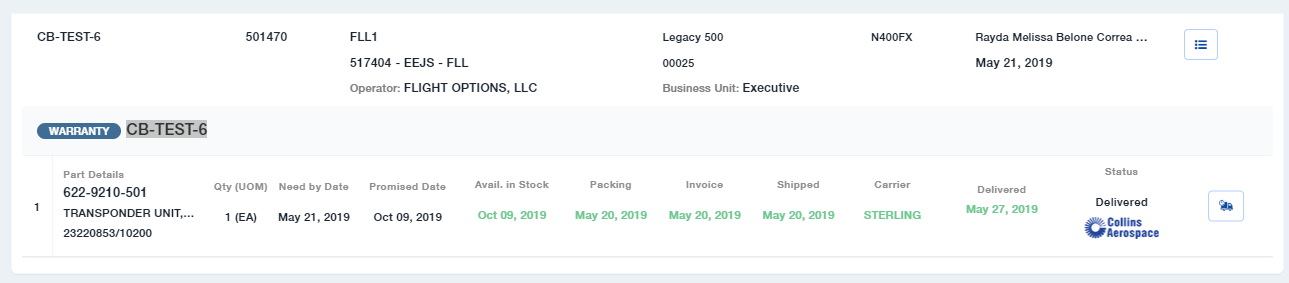 CB-TEST-6 501470 FLL1 Legacy 500 N400FX Rayda Melissa Belone Correa ...
517404 - EEJS - FLL 00025 May 21, 2019
Operator: FLIGHT OPTIONS, LLC Business Unit: Executive
WARRANTY CB-TEST-6
1
Part Details
622-9210-501
TRANSPONDER UNIT,...
23220853/10200
Qty (UOM)
1 (EA)
Need by Date
May 21, 2019
Promised Date
Oct 09, 2019
Avail. in Stock
Oct 09, 2019
Packing
May 20, 2019
Invoice
May 20, 2019
Shipped
May 20, 2019
Carrier
STERLING
Delivered
May 27, 2019
Status
Delivered
Collins
Aerospace